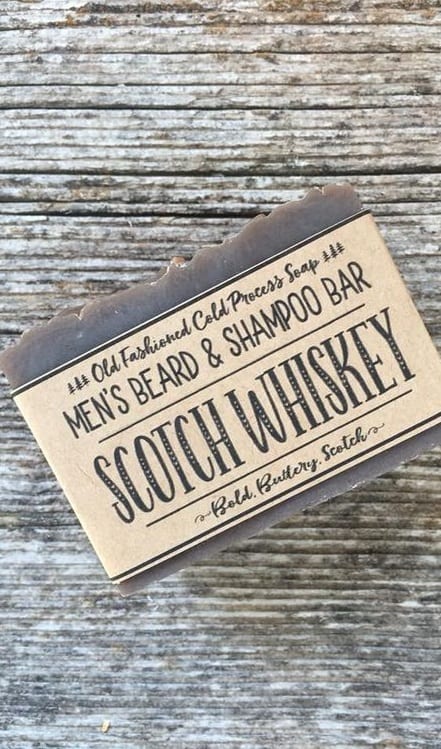 Old Fashioned Cold Process Soap
MEN'S BEARD & SHAMPOO BAR
SCOTCH WHISKEY
Bold. Buttery. Scotch